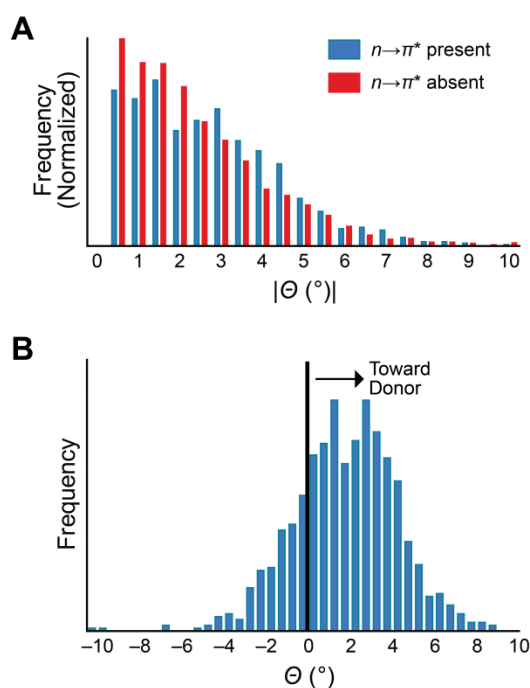 A
n→π* present
n→π* absent
Frequency
(Normalized)
0 1 2 3 4 5 6 7 8 9 10
|Θ (°)|
B
Toward
Donor
Frequency
–10 –8 –6 –4 –2 0 2 4 6 8 10
Θ (°)